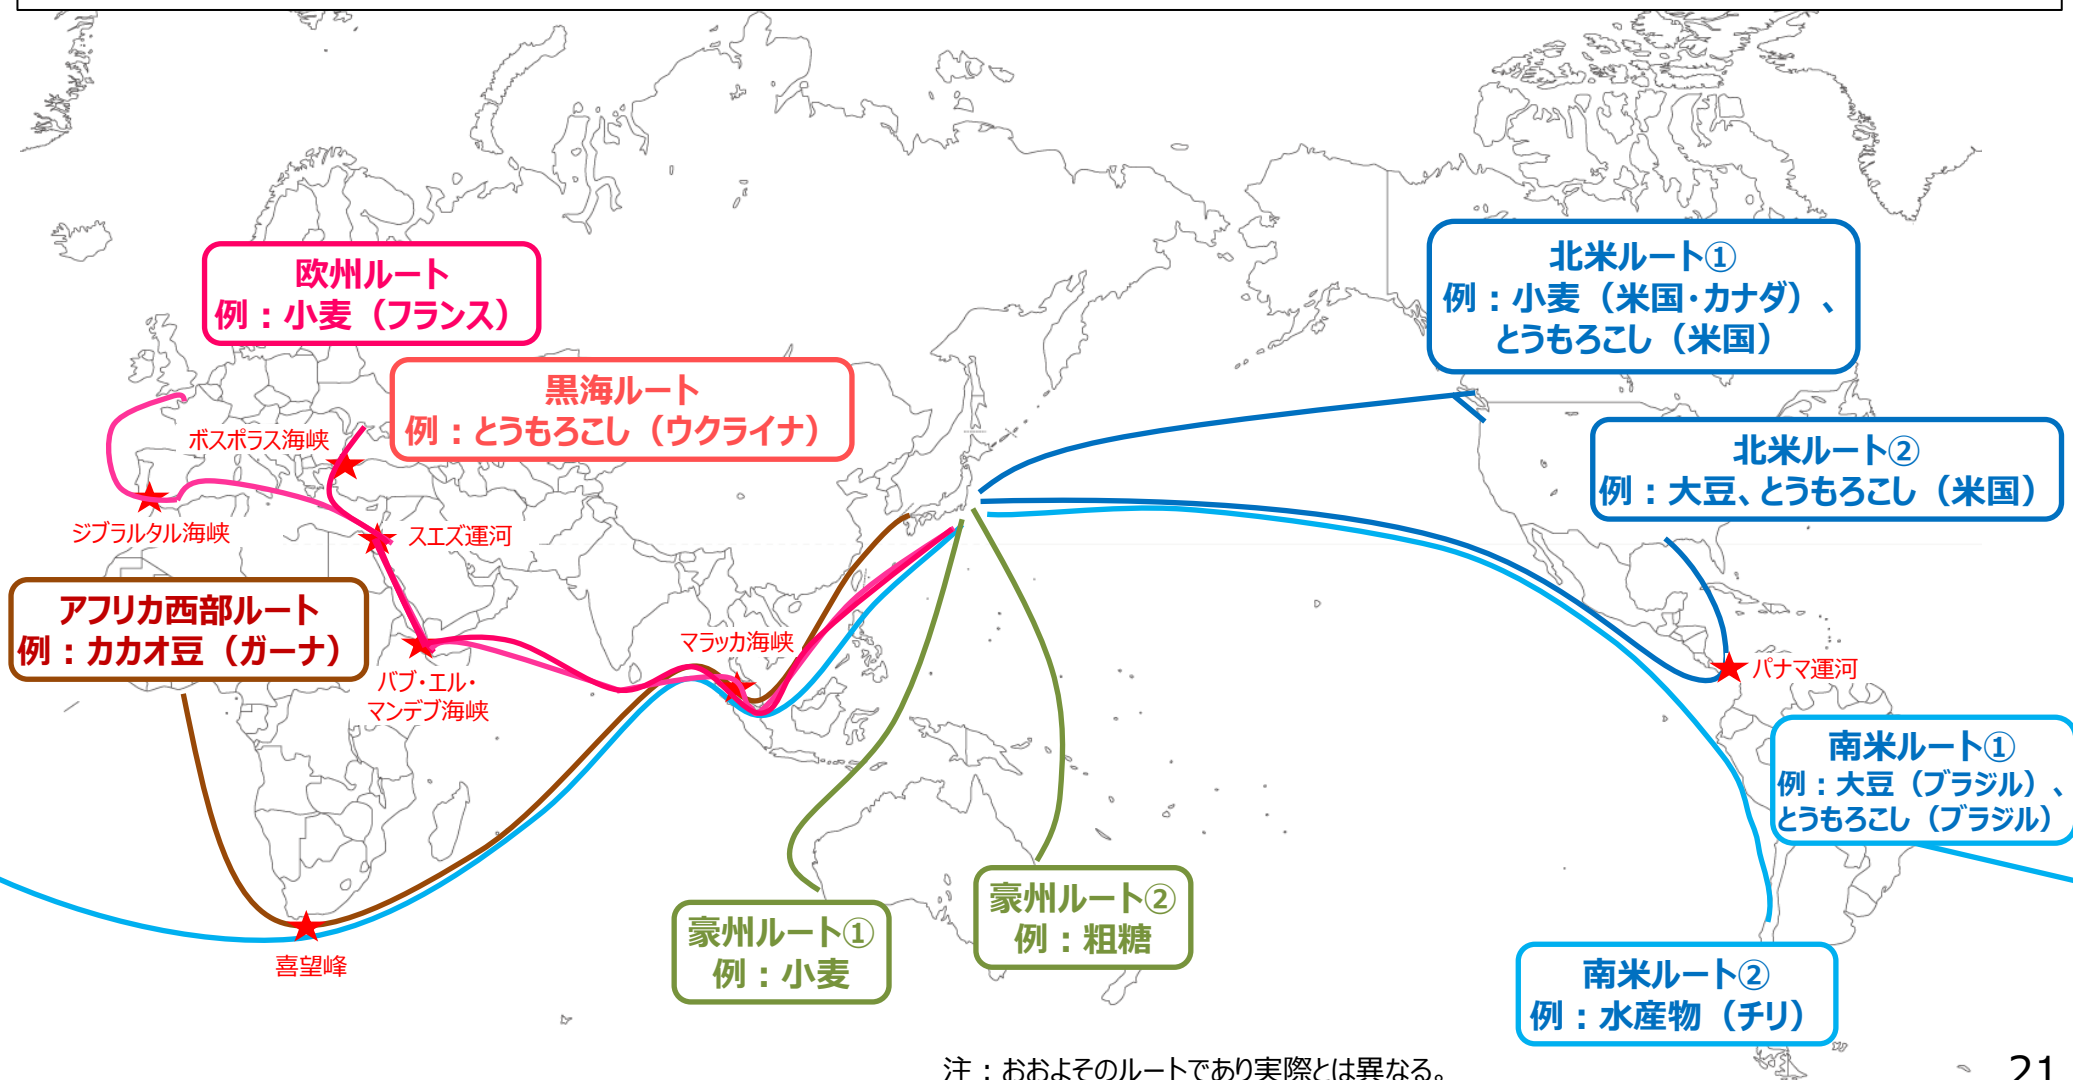 欧州ルート
例：小麦（フランス）
黒海ルート
例：とうもろこし（ウクライナ）
北米ルート①
例：小麦（米国・カナダ）、
とうもろこし（米国）
北米ルート②
例：大豆、とうもろこし（米国）
ボスポラス海峡
ジブラルタル海峡
スエズ運河
アフリカ西部ルート
例：カカオ豆（ガーナ）
バブ・エル・
マンデブ海峡
マラッカ海峡
パナマ運河
南米ルート①
例：大豆（ブラジル）、
とうもろこし（ブラジル）
豪州ルート①
例：小麦
豪州ルート②
例：粗糖
喜望峰
南米ルート②
例：水産物（チリ）
注：おおよそのルートであり実際とは異なる。
21